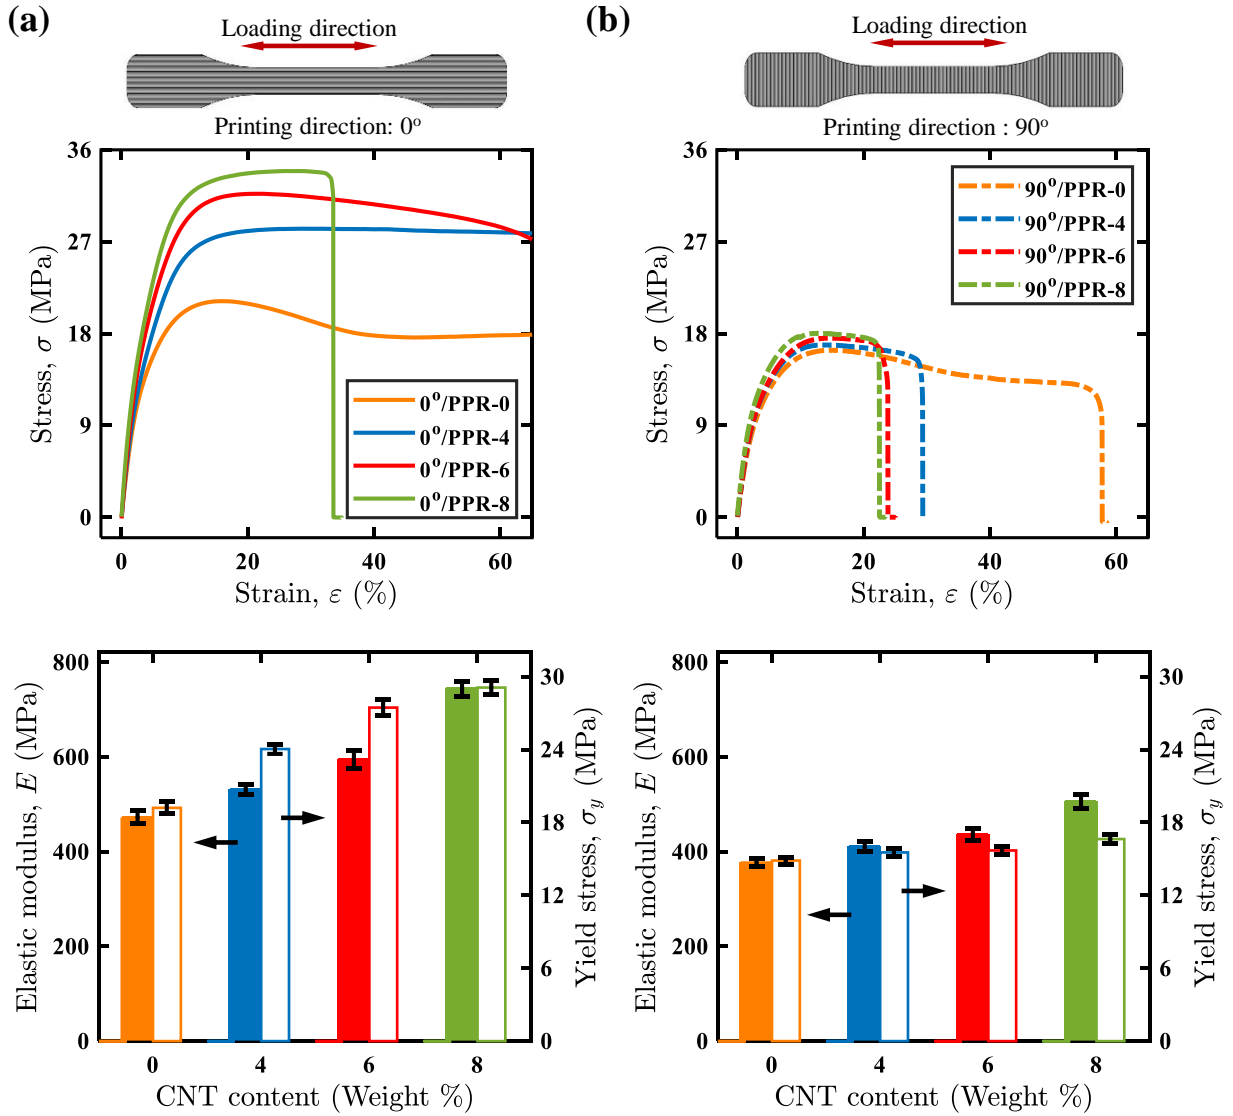 (a)
Loading direction
Printing direction: 0°
36
27
18
9
0
Stress, σ (MPa)
0°/PPR-0
0°/PPR-4
0°/PPR-6
0°/PPR-8
0 20 40 60
Strain, ε (%)
(b)
Loading direction
Printing direction : 90°
36
27
18
9
0
Stress, σ (MPa)
90°/PPR-0
90°/PPR-4
90°/PPR-6
90°/PPR-8
0 20 40 60
Strain, ε (%)
800
600
400
200
0
Elastic modulus, E (MPa)
30
24
18
12
6
0
Yield stress, σy (MPa)
0 4 6 8
CNT content (Weight %)
800
600
400
200
0
Elastic modulus, E (MPa)
30
24
18
12
6
0
Yield stress, σy (MPa)
0 4 6 8
CNT content (Weight %)